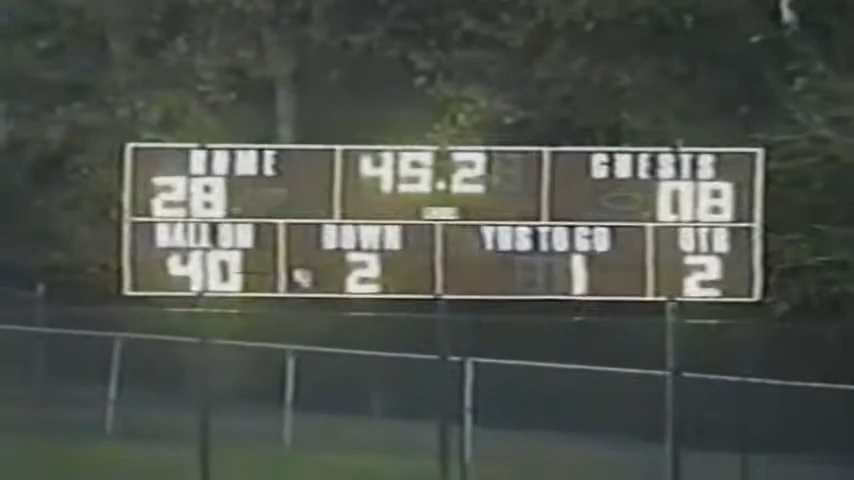 HOME 45.2 GUESTS
28 08
BALL ON DOWN YDS TO GO QTR
40 2 1 2